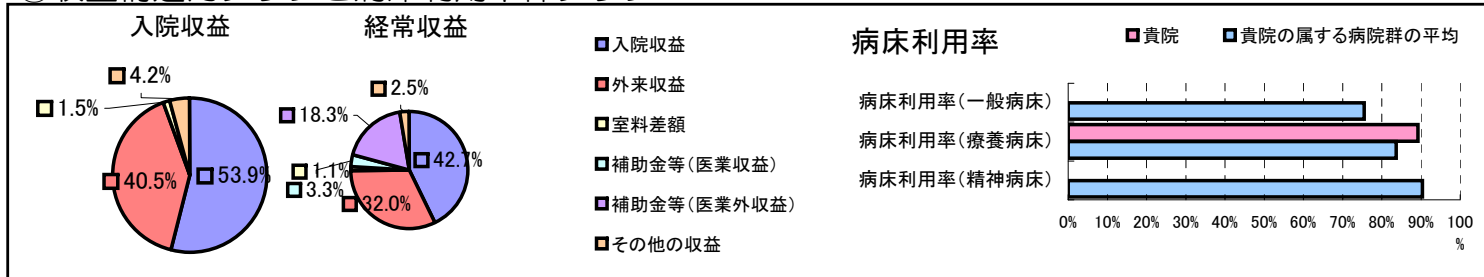 入院収益
4.2%
1.5%
40.5%
53.9%
経常収益
2.5%
18.3%
42.7%
1.1%
3.3%
32.0%
入院収益
外来収益
室料差額
補助金等(医業収益)
補助金等(医業外収益)
その他の収益
病床利用率
貴院
貴院の属する病院群の平均
病床利用率(一般病床)
病床利用率(療養病床)
病床利用率(精神病床)
0% 10% 20% 30% 40% 50% 60% 70% 80% 90% 100
%